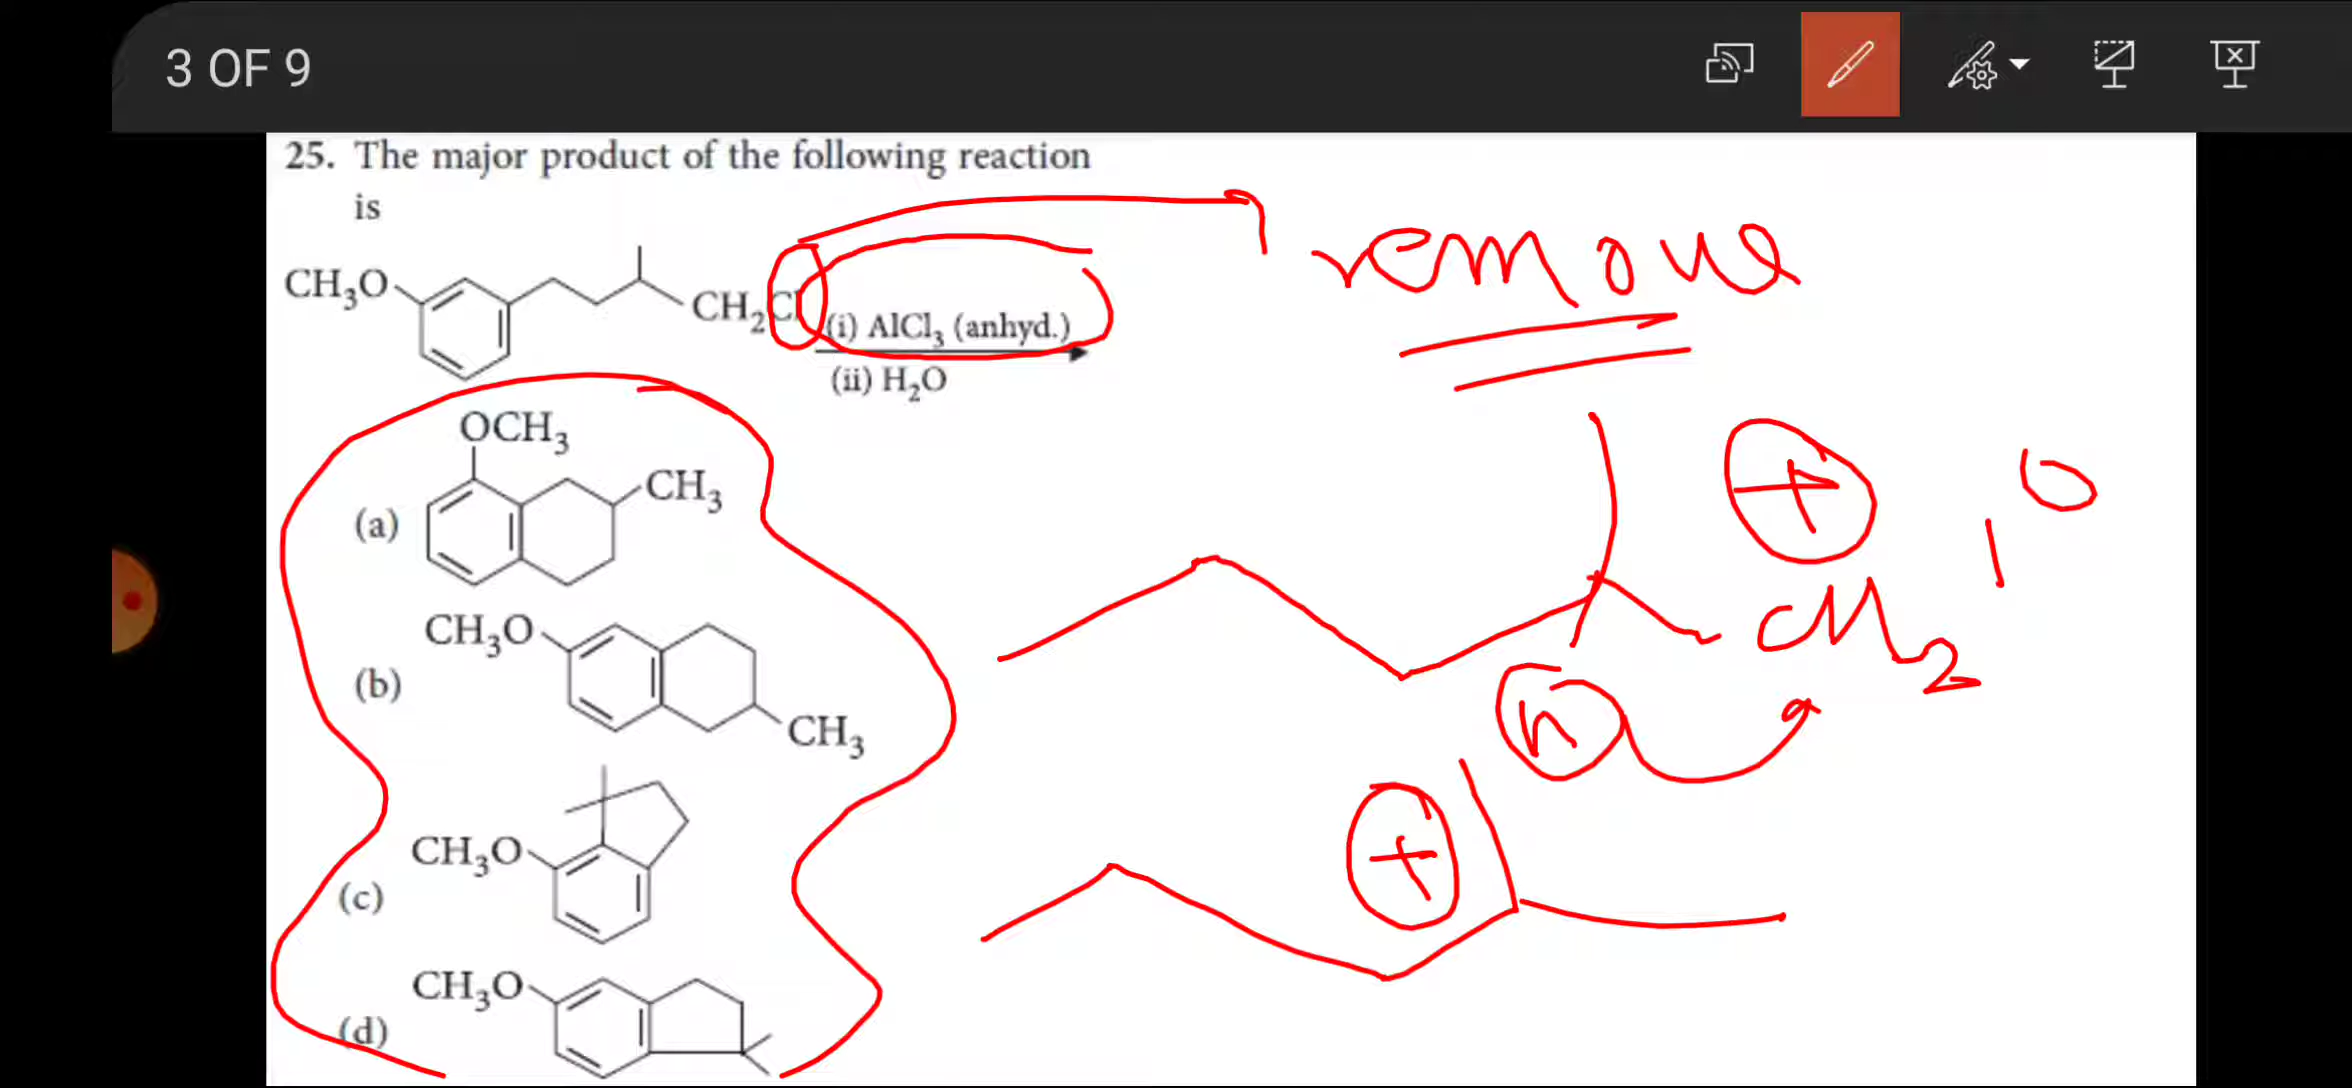 3 OF 9
25. The major product of the following reaction
is
CH₃O
CH₂Cl
(i) AlCl₃ (anhyd.)
(ii) H₂O
remove
OCH₃
CH₃
(a)
+
1°
CH₂
CH₃O
(b)
CH₃
h
+
CH₃O
(c)
CH₃O
(d)